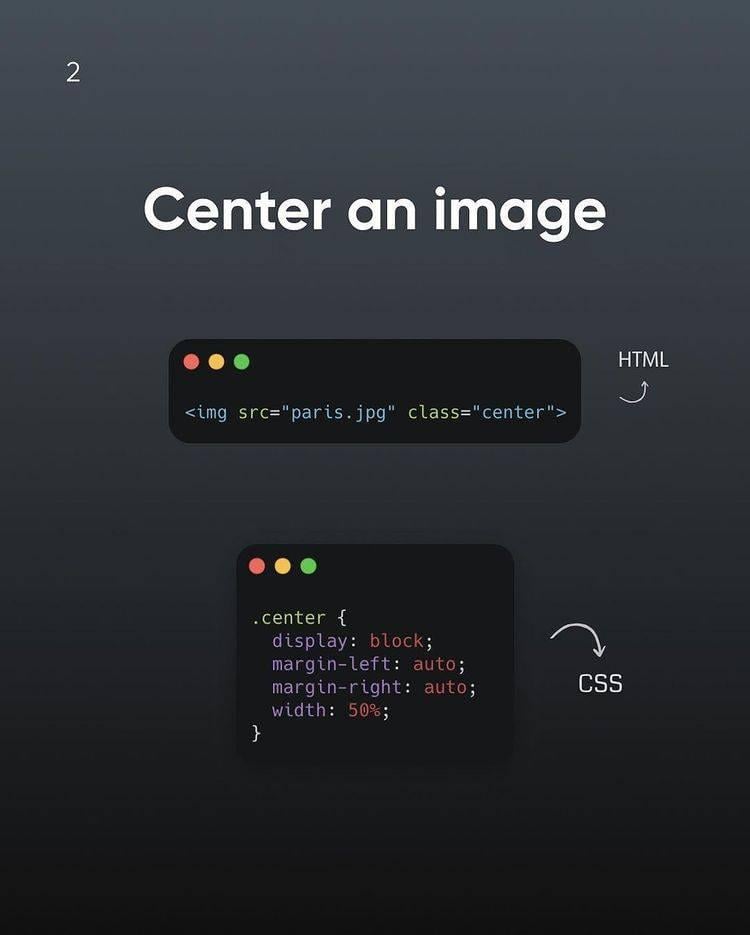 2
Center an image
HTML
<img src="paris.jpg" class="center">
.center {
  display: block;
  margin-left: auto;
  margin-right: auto;
  width: 50%;
}
CSS